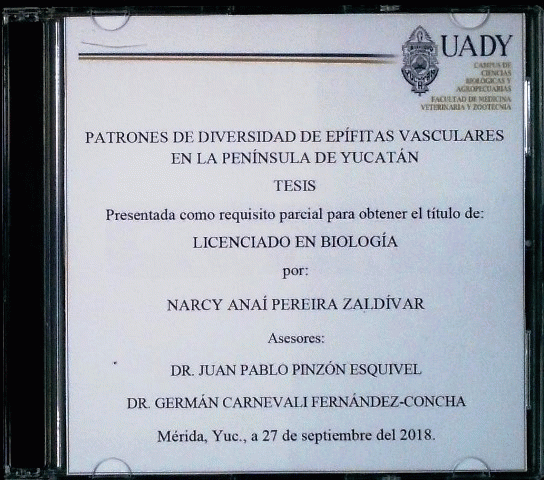 UADY
CAMPUS DE
CIENCIAS
BIOLÓGICAS Y
AGROPECUARIAS
FACULTAD DE MEDICINA
VETERINARIA Y ZOOTECNIA
PATRONES DE DIVERSIDAD DE EPÍFITAS VASCULARES
EN LA PENÍNSULA DE YUCATÁN
TESIS
Presentada como requisito parcial para obtener el título de:
LICENCIADO EN BIOLOGÍA
por:
NARCY ANAÍ PEREIRA ZALDÍVAR
Asesores:
DR. JUAN PABLO PINZÓN ESQUIVEL
DR. GERMÁN CARNEVALI FERNÁNDEZ-CONCHA
Mérida, Yuc., a 27 de septiembre del 2018.